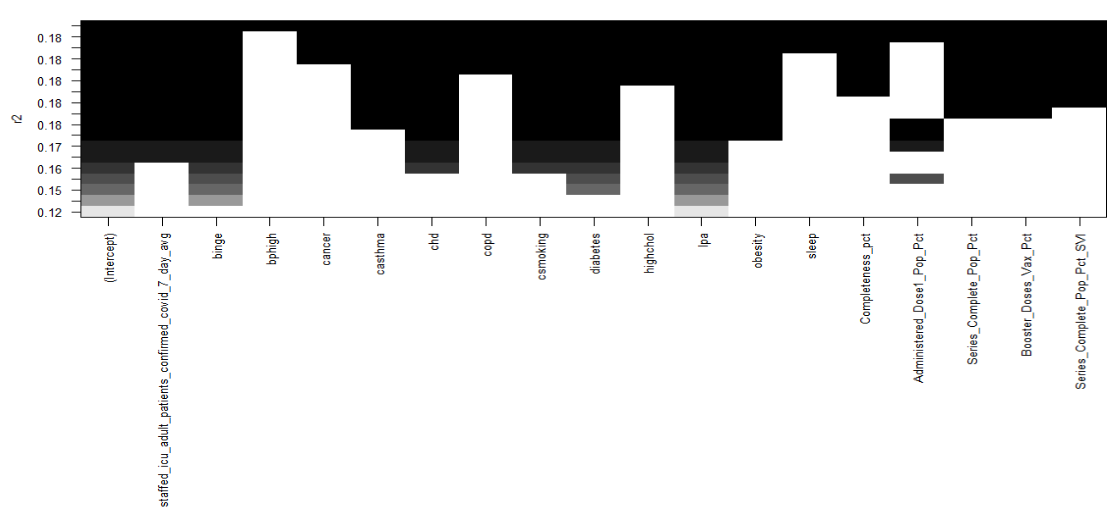 r2
0.18
0.18
0.18
0.18
0.18
0.17
0.16
0.15
0.12
(Intercept)
staffed_icu_adult_patients_confirmed_covid_7_day_avg
binge
bphigh
cancer
casthma
chd
copd
csmoking
diabetes
highchol
lpa
obesity
sleep
Completeness_pct
Administered_Dose1_Pop_Pct
Series_Complete_Pop_Pct
Booster_Doses_Vax_Pct
Series_Complete_Pop_Pct_SVI